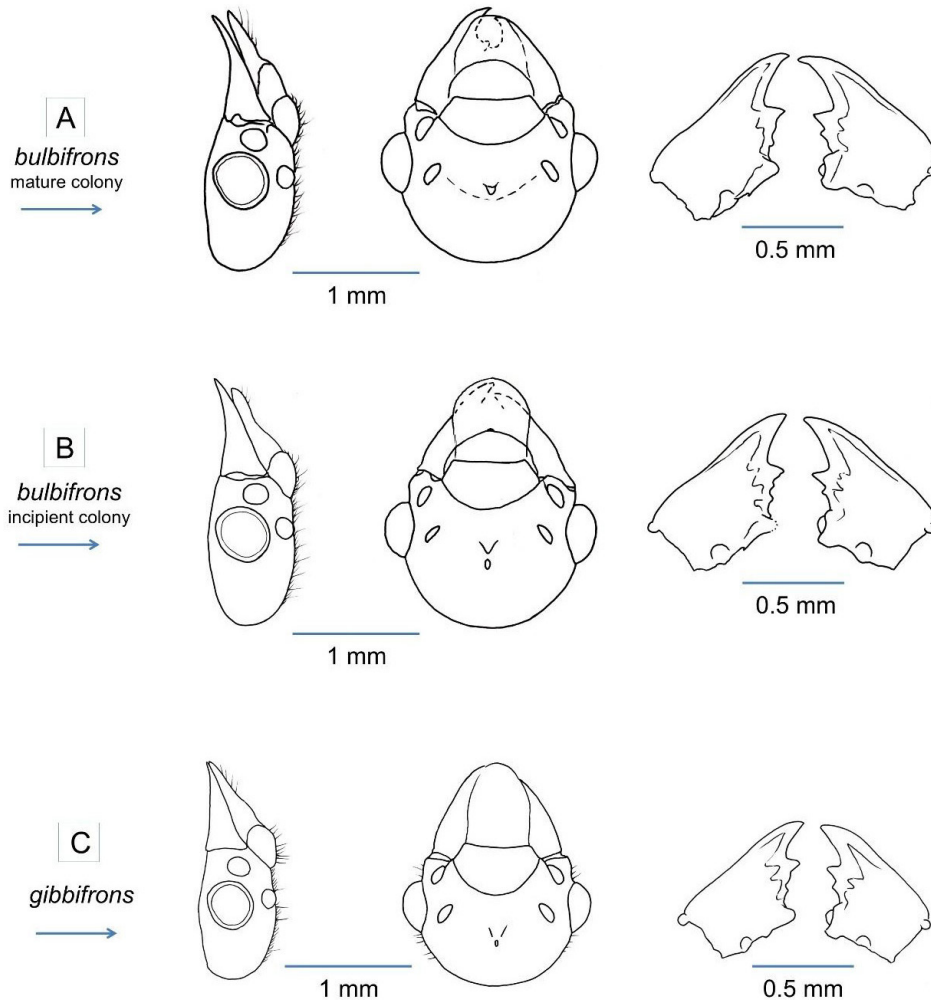 A
bulbifrons
mature colony
1 mm
0.5 mm
B
bulbifrons
incipient colony
1 mm
0.5 mm
C
gibbifrons
1 mm
0.5 mm